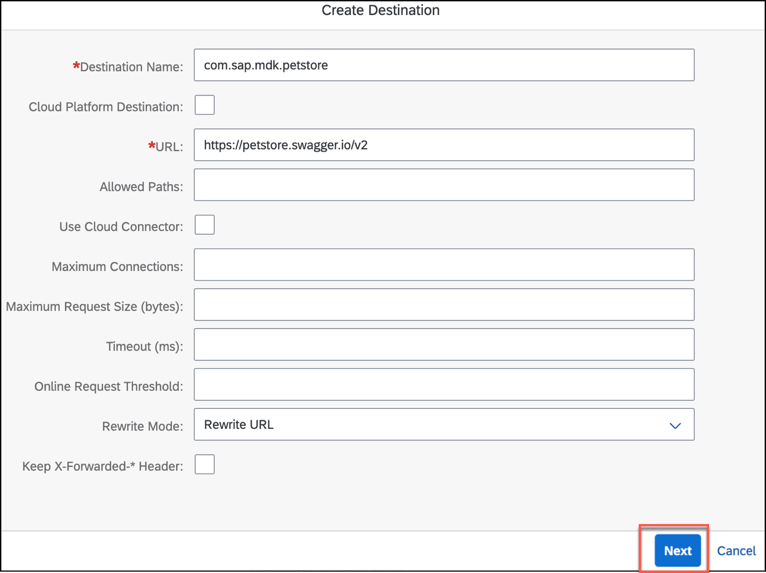 Create Destination
*Destination Name: com.sap.mdk.petstore
Cloud Platform Destination:
*URL: https://petstore.swagger.io/v2
Allowed Paths:
Use Cloud Connector:
Maximum Connections:
Maximum Request Size (bytes):
Timeout (ms):
Online Request Threshold:
Rewrite Mode: Rewrite URL
Keep X-Forwarded-* Header:
Next Cancel